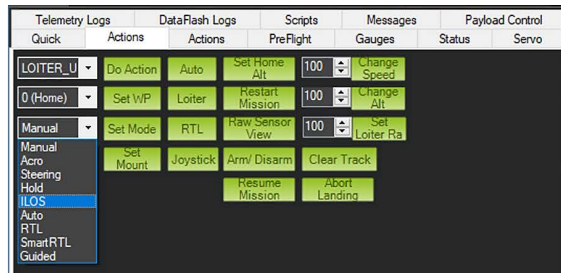 Telemetry Logs DataFlash Logs Scripts Messages Payload Control
Quick Actions Actions PreFlight Gauges Status Servo
LOITER_U Do Action Auto Set Home Alt 100 Change Speed
0 (Home) Set WP Loiter Restart Mission 100 Change Alt
Manual Set Mode RTL Raw Sensor View 100 Set Loiter Ra
Manual
Set Mount Joystick Arm/ Disarm Clear Track
Acro
Steering
Hold
Resume Mission Abort Landing
ILOS
Auto
RTL
SmartRTL
Guided